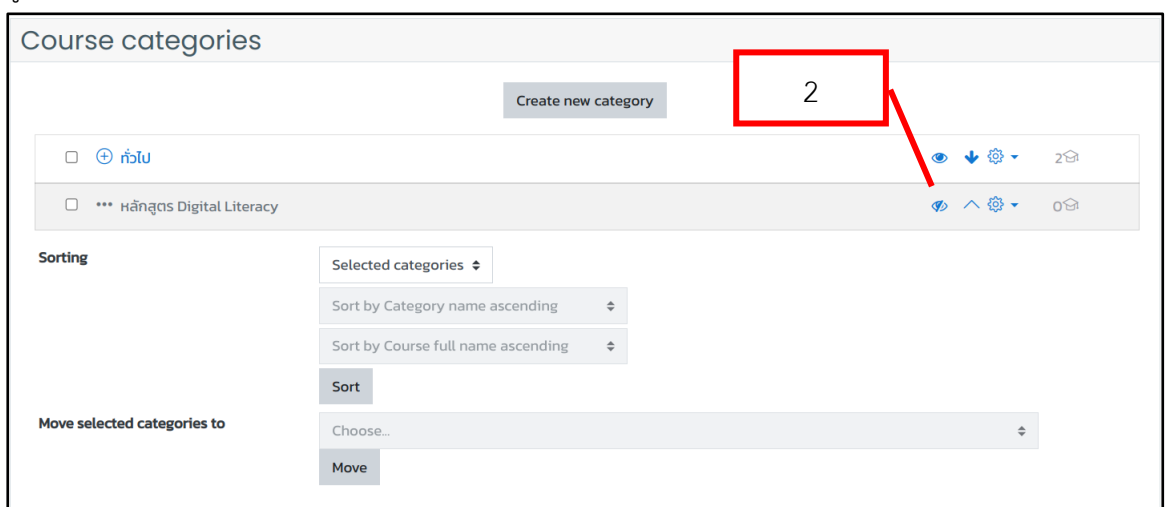 Course categories
2
Create new category
ทั่วไป
2
หลักสูตร Digital Literacy
0
Sorting
Selected categories
Sort by Category name ascending
Sort by Course full name ascending
Sort
Move selected categories to
Choose...
Move